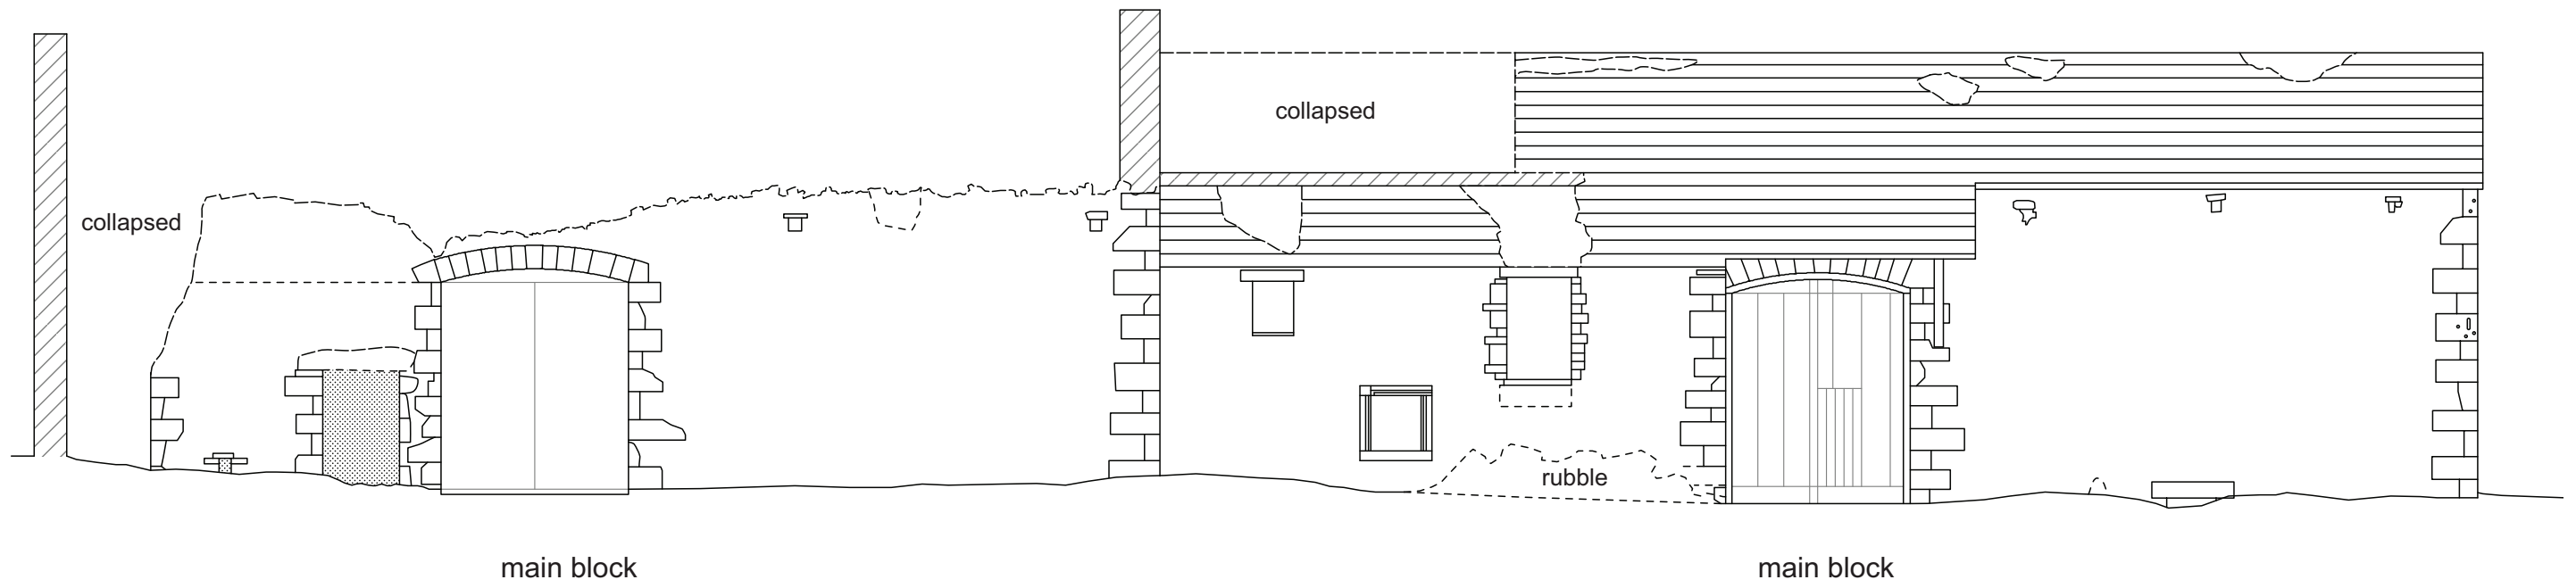 collapsed
collapsed
rubble
main block
main block